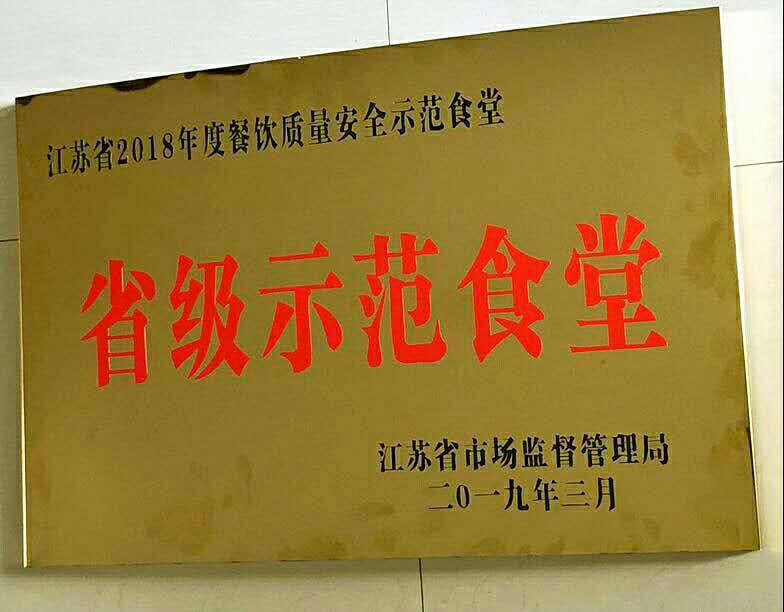 江苏省2018年度餐饮质量安全示范食堂
省级示范食堂
江苏省市场监督管理局
二〇一九年三月